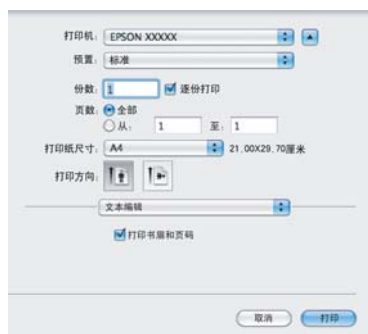 打印机: EPSON XXXXX
预置: 标准
份数: 1 逐份打印
页数: 全部
从: 1 至: 1
打印纸尺寸: A4 21.00X29.70厘米
打印方向:
文本编辑
打印书眉和页码
取消 打印